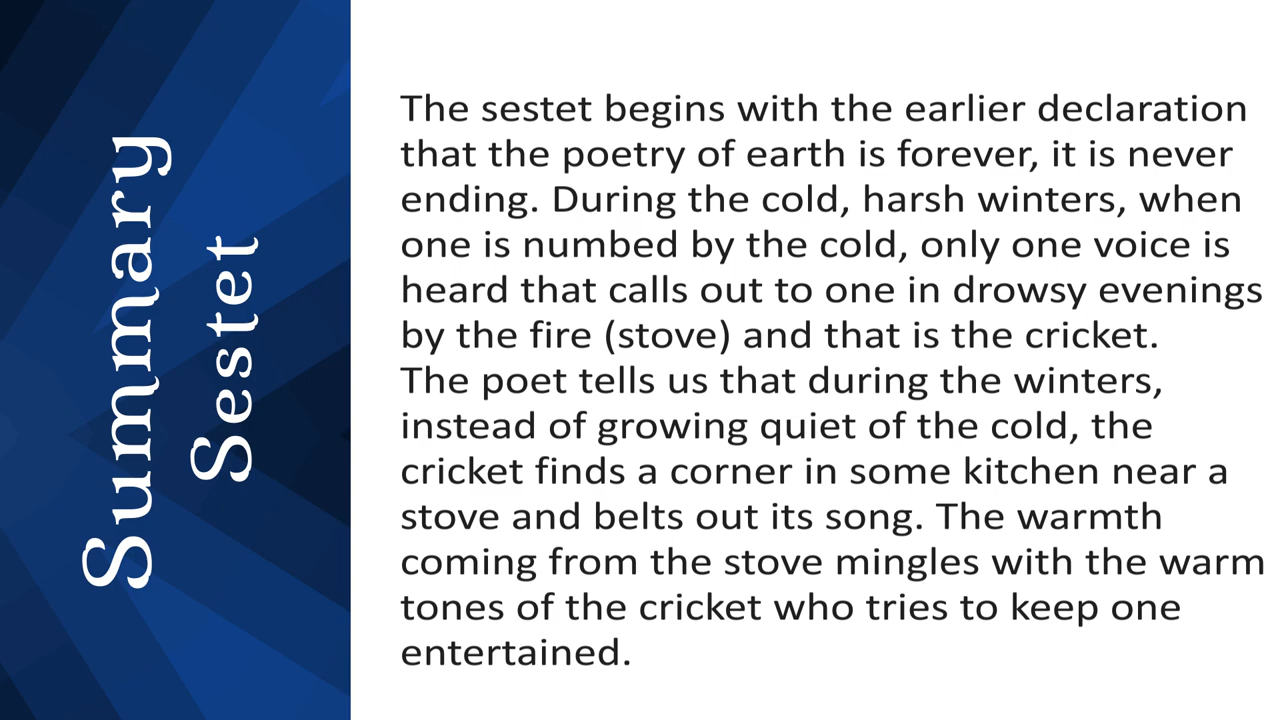 Summary
Sestet
The sestet begins with the earlier declaration
that the poetry of earth is forever, it is never
ending. During the cold, harsh winters, when
one is numbed by the cold, only one voice is
heard that calls out to one in drowsy evenings
by the fire (stove) and that is the cricket.
The poet tells us that during the winters,
instead of growing quiet of the cold, the
cricket finds a corner in some kitchen near a
stove and belts out its song. The warmth
coming from the stove mingles with the warm
tones of the cricket who tries to keep one
entertained.